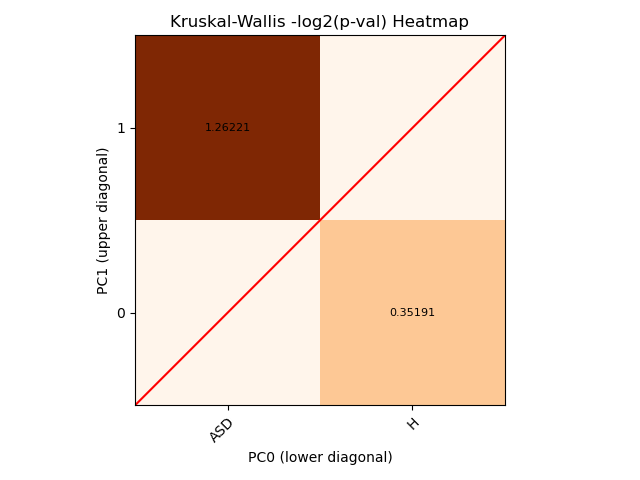 Kruskal-Wallis -log2(p-val) Heatmap
1.26221
1
PC1 (upper diagonal)
0
0.35191
ASD
H
PC0 (lower diagonal)